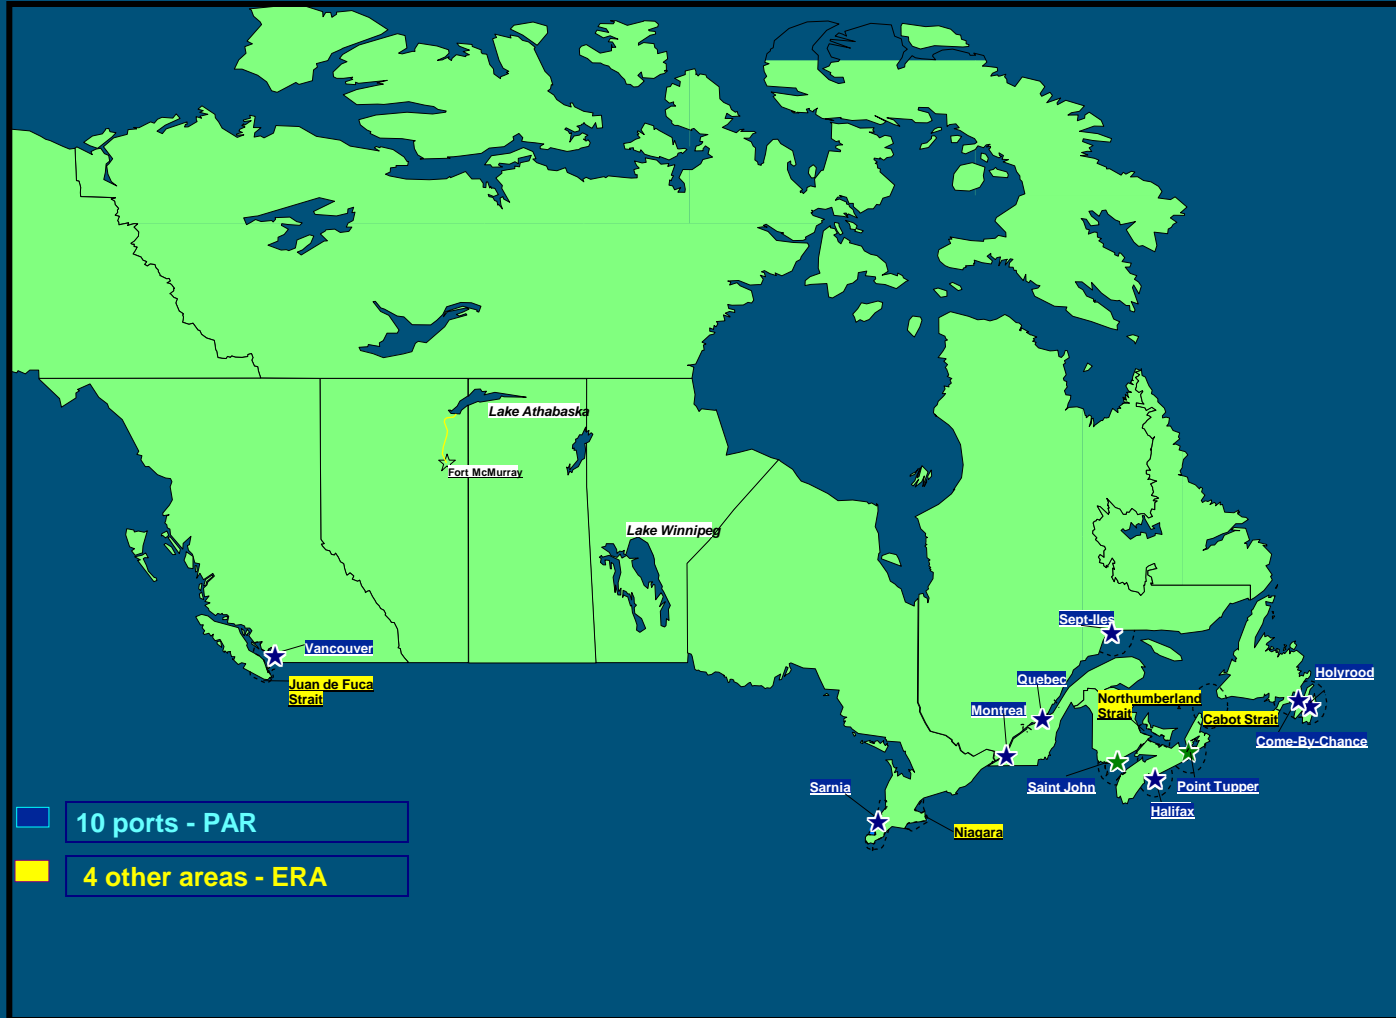 Lake Athabaska
Fort McMurray
Lake Winnipeg
Sept-Iles
Vancouver
Juan de Fuca
Strait
Holyrood
Quebec
Northumberland
Strait
Montreal
Cabot Strait
Come-By-Chance
Sarnia
Saint John
Point Tupper
Halifax
Niagara
10 ports - PAR
4 other areas - ERA